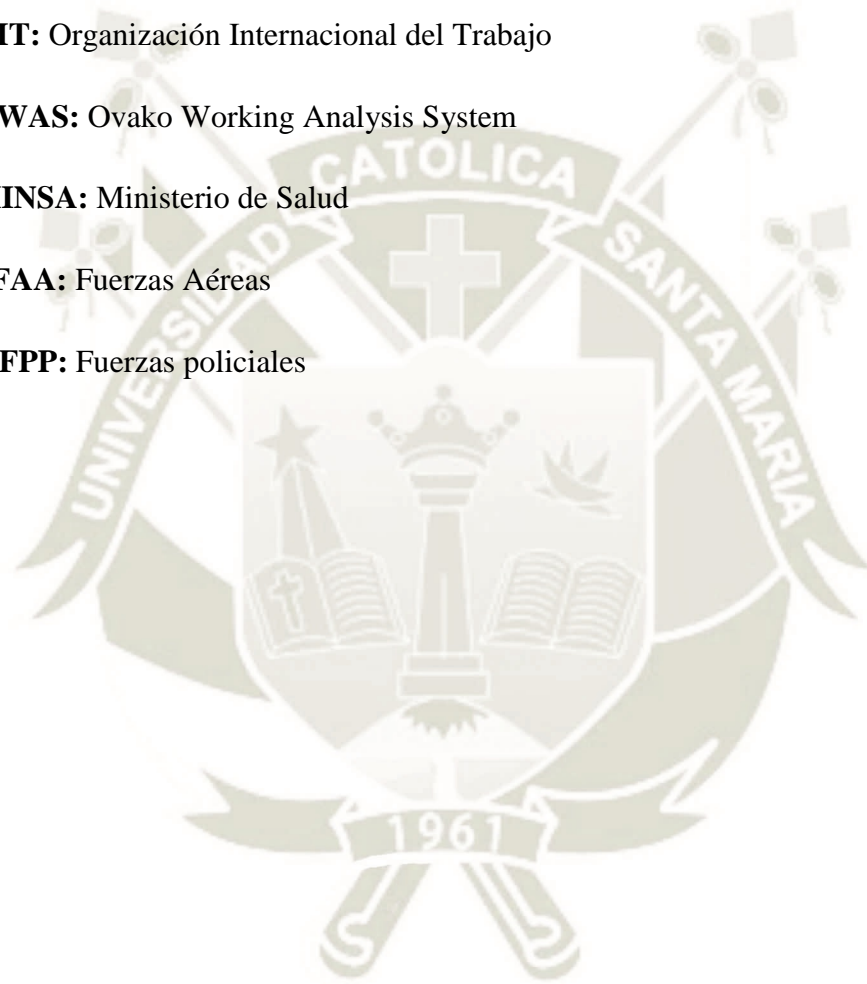 IT: Organización Internacional del Trabajo
WAS: Ovako Working Analysis System
INSA: Ministerio de Salud
FAA: Fuerzas Aéreas
FPP: Fuerzas policiales
UNIVERSIDAD CATOLICA SANTA MARIA
1961